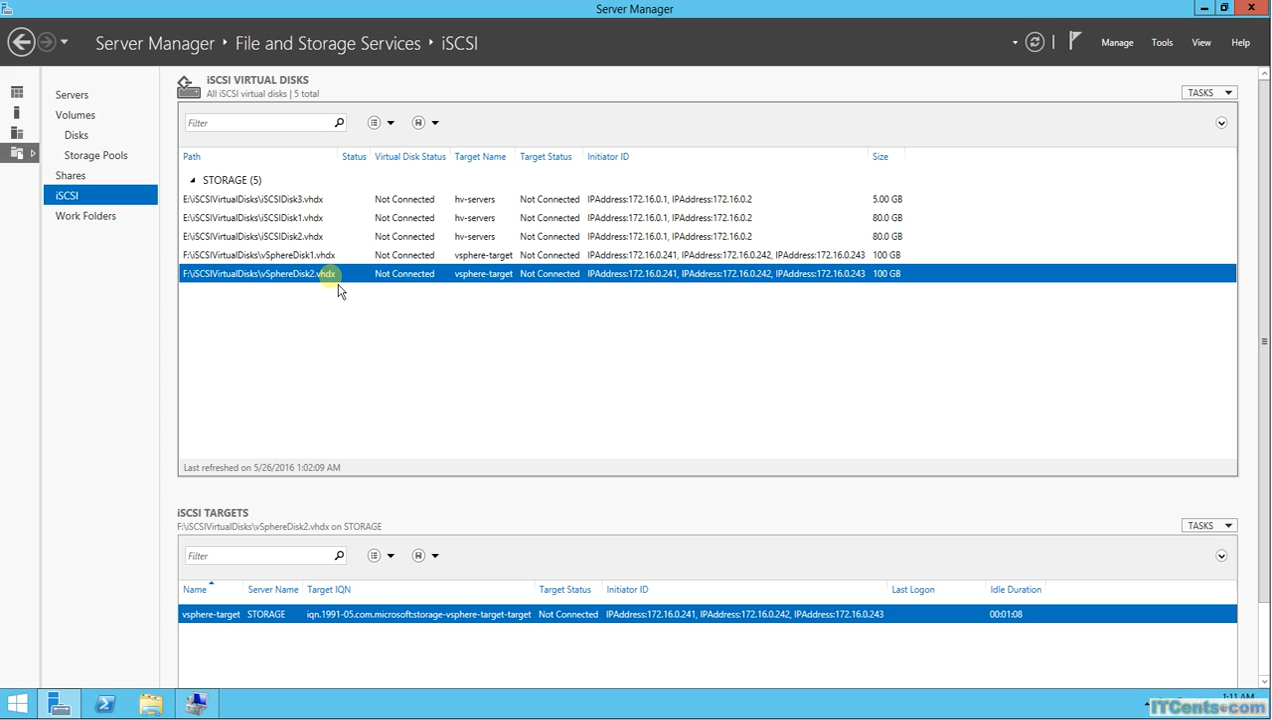 Server Manager
Server Manager ‣ File and Storage Services ‣ iSCSI
Manage Tools View Help
Servers
Volumes
Disks
Storage Pools
Shares
iSCSI
Work Folders
iSCSI VIRTUAL DISKS
All iSCSI virtual disks | 5 total
TASKS
Filter
Path Status Virtual Disk Status Target Name Target Status Initiator ID Size
STORAGE (5)
E:\iSCSIVirtualDisks\iSCSIDisk3.vhdx Not Connected hv-servers Not Connected IPAddress:172.16.0.1, IPAddress:172.16.0.2 5.00 GB
E:\iSCSIVirtualDisks\iSCSIDisk1.vhdx Not Connected hv-servers Not Connected IPAddress:172.16.0.1, IPAddress:172.16.0.2 80.0 GB
E:\iSCSIVirtualDisks\iSCSIDisk2.vhdx Not Connected hv-servers Not Connected IPAddress:172.16.0.1, IPAddress:172.16.0.2 80.0 GB
F:\iSCSIVirtualDisks\vSphereDisk1.vhdx Not Connected vsphere-target Not Connected IPAddress:172.16.0.241, IPAddress:172.16.0.242, IPAddress:172.16.0.243 100 GB
F:\iSCSIVirtualDisks\vSphereDisk2.vhdx Not Connected vsphere-target Not Connected IPAddress:172.16.0.241, IPAddress:172.16.0.242, IPAddress:172.16.0.243 100 GB
Last refreshed on 5/26/2016 1:02:09 AM
iSCSI TARGETS
F:\iSCSIVirtualDisks\vSphereDisk2.vhdx on STORAGE
TASKS
Filter
Name Server Name Target IQN Target Status Initiator ID Last Logon Idle Duration
vsphere-target STORAGE iqn.1991-05.com.microsoft:storage-vsphere-target-target Not Connected IPAddress:172.16.0.241, IPAddress:172.16.0.242, IPAddress:172.16.0.243 00:01:08
1:11 AM
ITCents.com